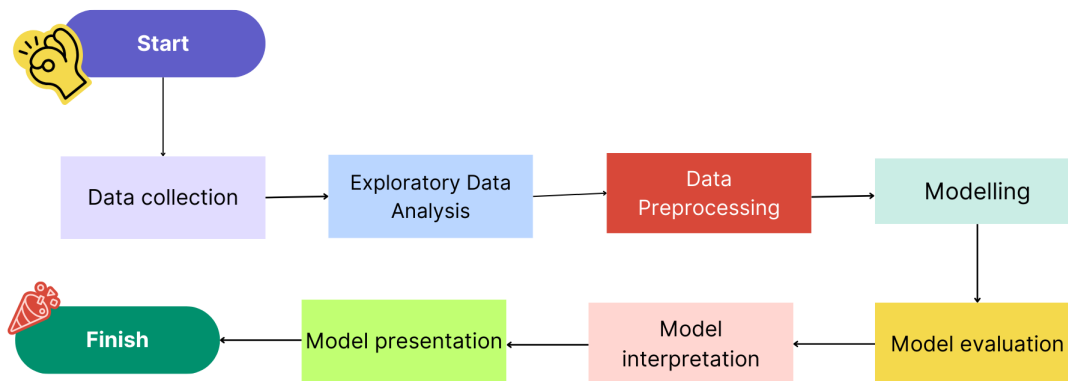 Start
Data collection
Exploratory Data
Analysis
Data
Preprocessing
Modelling
Model evaluation
Model
interpretation
Model presentation
Finish